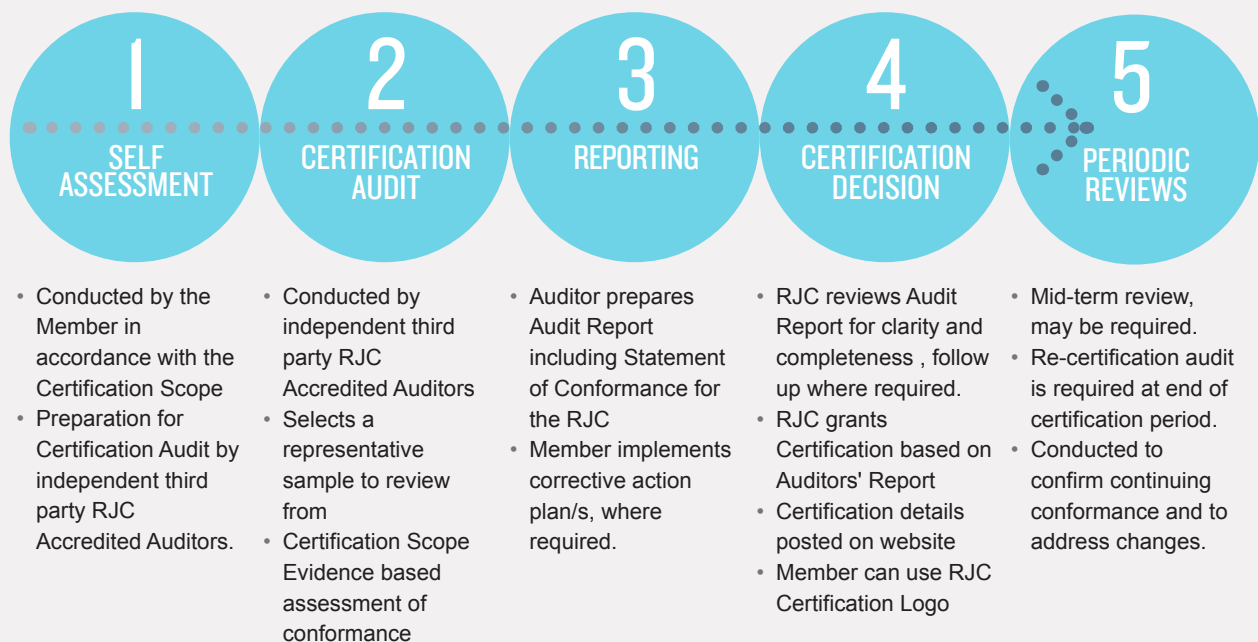 1
SELF
ASSESSMENT
• Conducted by the
Member in
accordance with the
Certification Scope
• Preparation for
Certification Audit by
independent third
party RJC
Accredited Auditors.
2
CERTIFICATION
AUDIT
• Conducted by
independent third
party RJC
Accredited Auditors
• Selects a
representative
sample to review
from
• Certification Scope
Evidence based
assessment of
conformance
3
REPORTING
• Auditor prepares
Audit Report
including Statement
of Conformance for
the RJC
• Member implements
corrective action
plan/s, where
required.
4
CERTIFICATION
DECISION
• RJC reviews Audit
Report for clarity and
completeness , follow
up where required.
• RJC grants
Certification based on
Auditors' Report
• Certification details
posted on website
• Member can use RJC
Certification Logo
5
PERIODIC
REVIEWS
• Mid-term review,
may be required.
• Re-certification audit
is required at end of
certification period.
• Conducted to
confirm continuing
conformance and to
address changes.